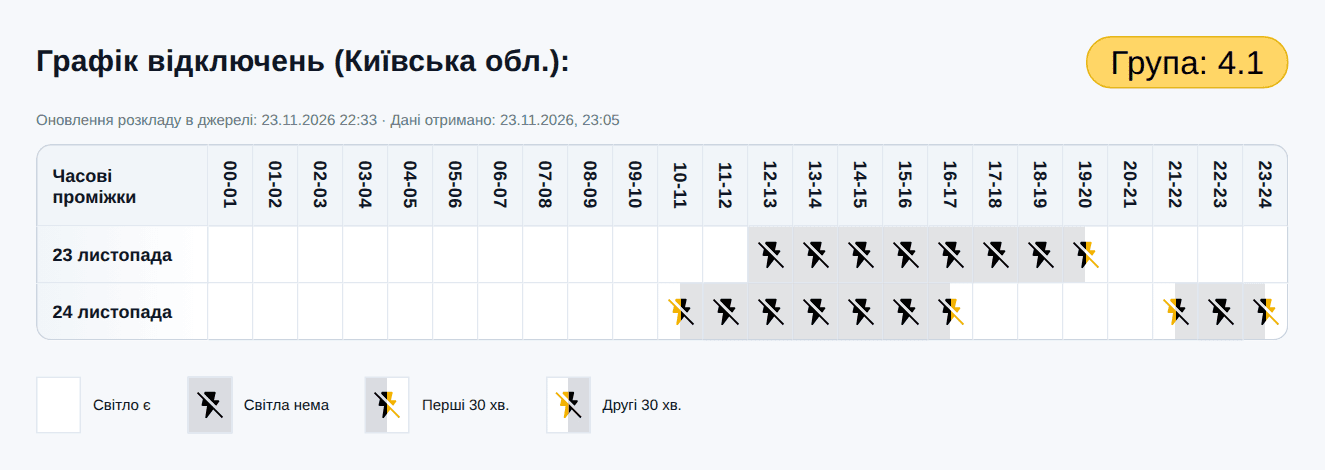 Графік відключень (Київська обл.):
Група: 4.1
Оновлення розкладу в джерелі: 23.11.2026 22:33 · Дані отримано: 23.11.2026, 23:05
Часові
проміжки
00-01 01-02 02-03 03-04 04-05 05-06 06-07 07-08 08-09 09-10 10-11 11-12 12-13 13-14 14-15 15-16 16-17 17-18 18-19 19-20 20-21 21-22 22-23 23-24
23 листопада
24 листопада
Світло є Світла нема Перші 30 хв. Другі 30 хв.